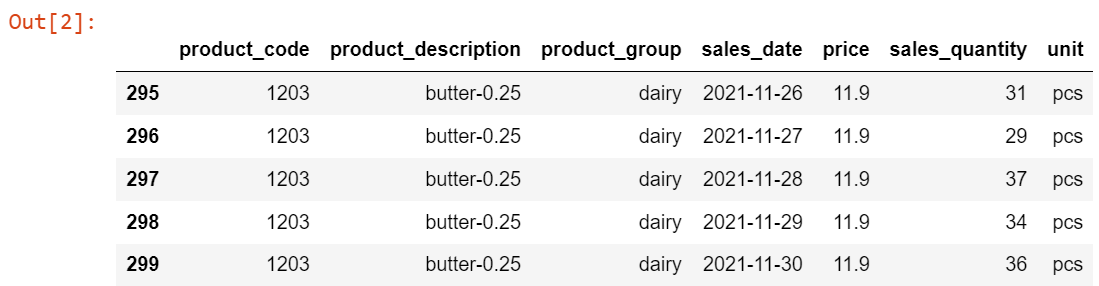 Out[2]:
product_code product_description product_group sales_date price sales_quantity unit
295 1203 butter-0.25 dairy 2021-11-26 11.9 31 pcs
296 1203 butter-0.25 dairy 2021-11-27 11.9 29 pcs
297 1203 butter-0.25 dairy 2021-11-28 11.9 37 pcs
298 1203 butter-0.25 dairy 2021-11-29 11.9 34 pcs
299 1203 butter-0.25 dairy 2021-11-30 11.9 36 pcs